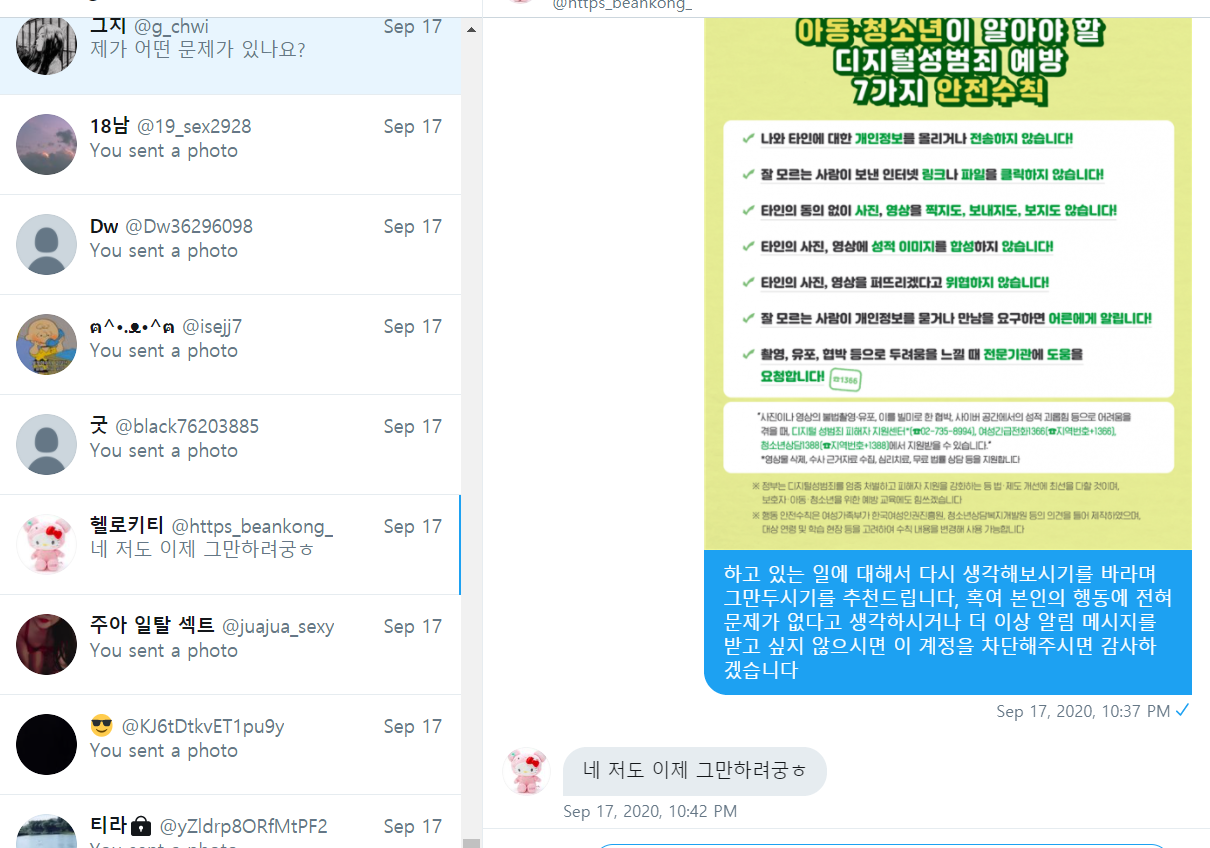 그지 @g_chwi Sep 17
제가 어떤 문제가 있나요?
18남 @19_sex2928 Sep 17
You sent a photo
Dw @Dw36296098 Sep 17
You sent a photo
ฅ^•ﻌ•^ฅ @isejj7 Sep 17
You sent a photo
굿 @black76203885 Sep 17
You sent a photo
헬로키티 @https_beankong_ Sep 17
네 저도 이제 그만하려궁ㅎ
주아 일탈 섹트 @juajua_sexy Sep 17
You sent a photo
😎 @KJ6tDtkvET1pu9y Sep 17
You sent a photo
티라🔒 @yZldrp8ORfMtPF2 Sep 17
You sent a photo
@https_beankong_
아동·청소년이 알아야 할
디지털성범죄 예방
7가지 안전수칙
✓ 나와 타인에 대한 개인정보를 올리거나 전송하지 않습니다!
✓ 잘 모르는 사람이 보낸 인터넷 링크나 파일을 클릭하지 않습니다!
✓ 타인의 동의 없이 사진, 영상을 찍지도, 보내지도, 보지도 않습니다!
✓ 타인의 사진, 영상에 성적 이미지를 합성하지 않습니다!
✓ 타인의 사진, 영상을 퍼뜨리겠다고 위협하지 않습니다!
✓ 잘 모르는 사람이 개인정보를 묻거나 만남을 요구하면 어른에게 알립니다!
✓ 촬영, 유포, 협박 등으로 두려움을 느낄 때 전문기관에 도움을
요청합니다! ☎1366
"사진이나 영상의 불법촬영·유포, 이를 빌미로 한 협박, 사이버 공간에서의 성적 괴롭힘 등으로 어려움을
겪을 때, 디지털 성범죄 피해자 지원센터*(☎02-735-8994), 여성긴급전화1366(☎지역번호+1366),
청소년상담1388(☎지역번호+1388)에서 지원받을 수 있습니다."
*영상물 삭제, 수사 근거자료 수집, 심리치료, 무료 법률 상담 등을 지원합니다
※ 정부는 디지털성범죄를 엄중 처벌하고 피해자 지원을 강화하는 등 법·제도 개선에 최선을 다할 것이며,
보호자·아동·청소년을 위한 예방 교육에도 힘쓰겠습니다
※ 행동 안전수칙은 여성가족부가 한국여성인권진흥원, 청소년상담복지개발원 등의 의견을 들어 제작하였으며,
대상 연령 및 학습 현장 등을 고려하여 수칙 내용을 변경해 사용 가능합니다
하고 있는 일에 대해서 다시 생각해보시기를 바라며
그만두시기를 추천드립니다, 혹여 본인의 행동에 전혀
문제가 없다고 생각하시거나 더 이상 알림 메시지를
받고 싶지 않으시면 이 계정을 차단해주시면 감사하
겠습니다
Sep 17, 2020, 10:37 PM ✓
네 저도 이제 그만하려궁ㅎ
Sep 17, 2020, 10:42 PM